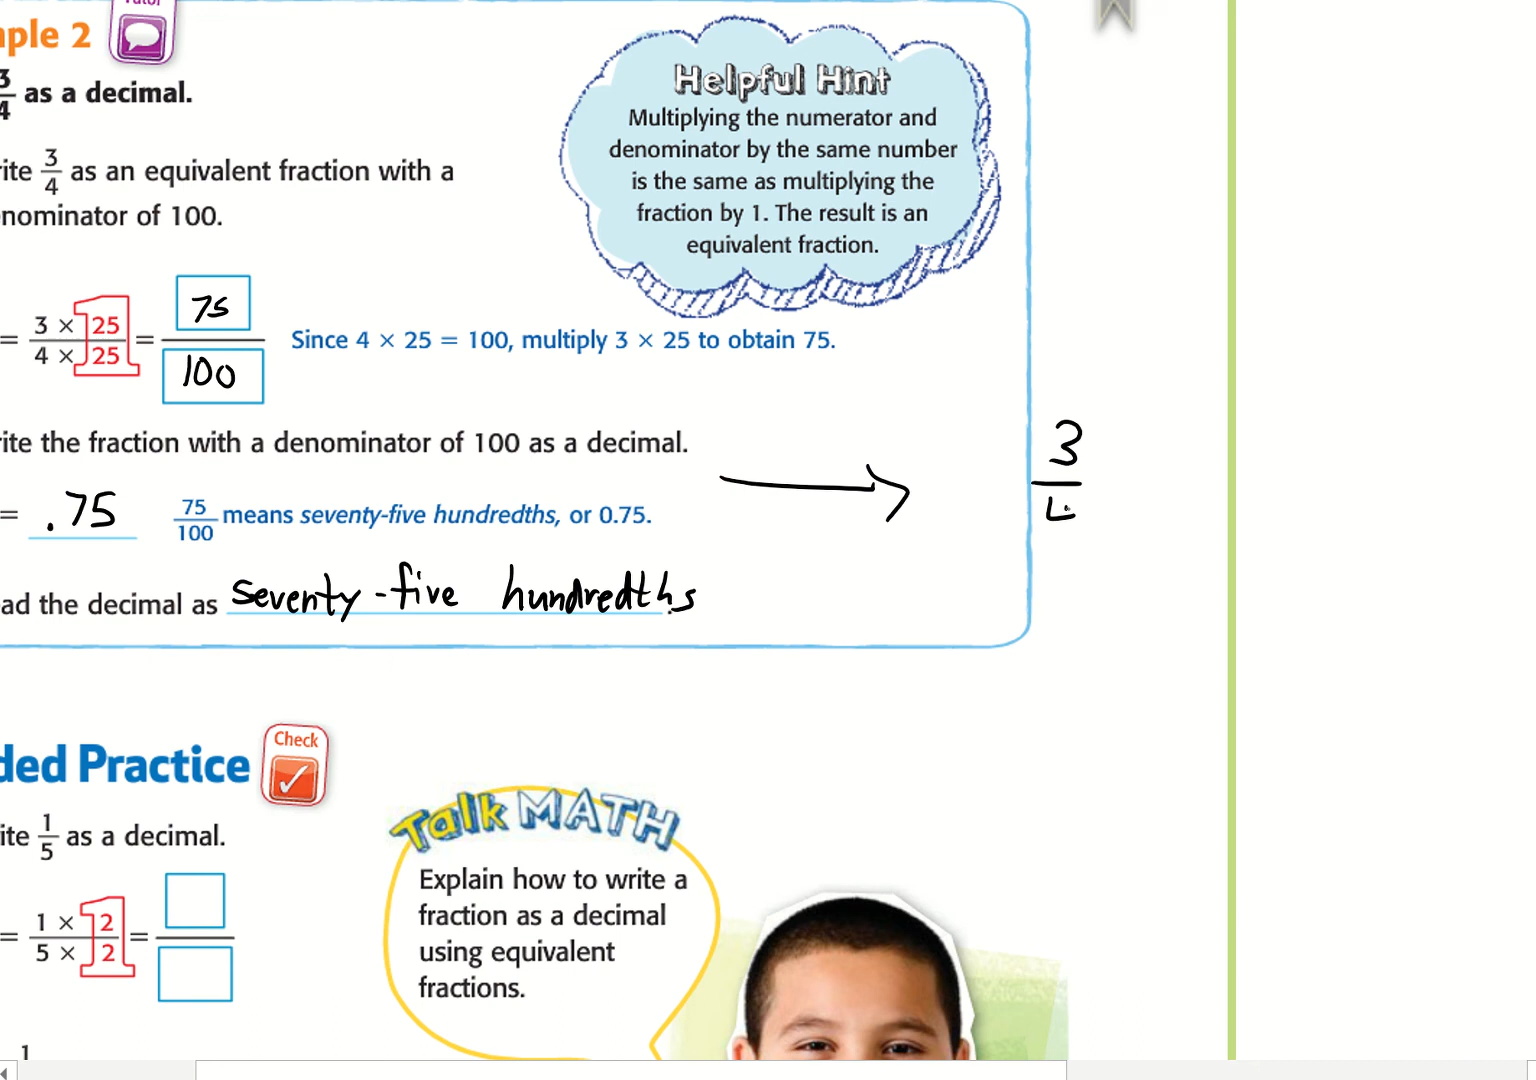 Tutor
ple 2
3/4 as a decimal.
Helpful Hint
Multiplying the numerator and
denominator by the same number
is the same as multiplying the
fraction by 1. The result is an
equivalent fraction.
ite 3/4 as an equivalent fraction with a
nominator of 100.
= 3 × 25 / 4 × 25 = 75 / 100 Since 4 × 25 = 100, multiply 3 × 25 to obtain 75.
ite the fraction with a denominator of 100 as a decimal.
3/4
= .75 75/100 means seventy-five hundredths, or 0.75.
ad the decimal as seventy-five hundredths
ded Practice
Check
ite 1/5 as a decimal.
= 1 × 2 / 5 × 2 =
Talk MATH
Explain how to write a
fraction as a decimal
using equivalent
fractions.
1